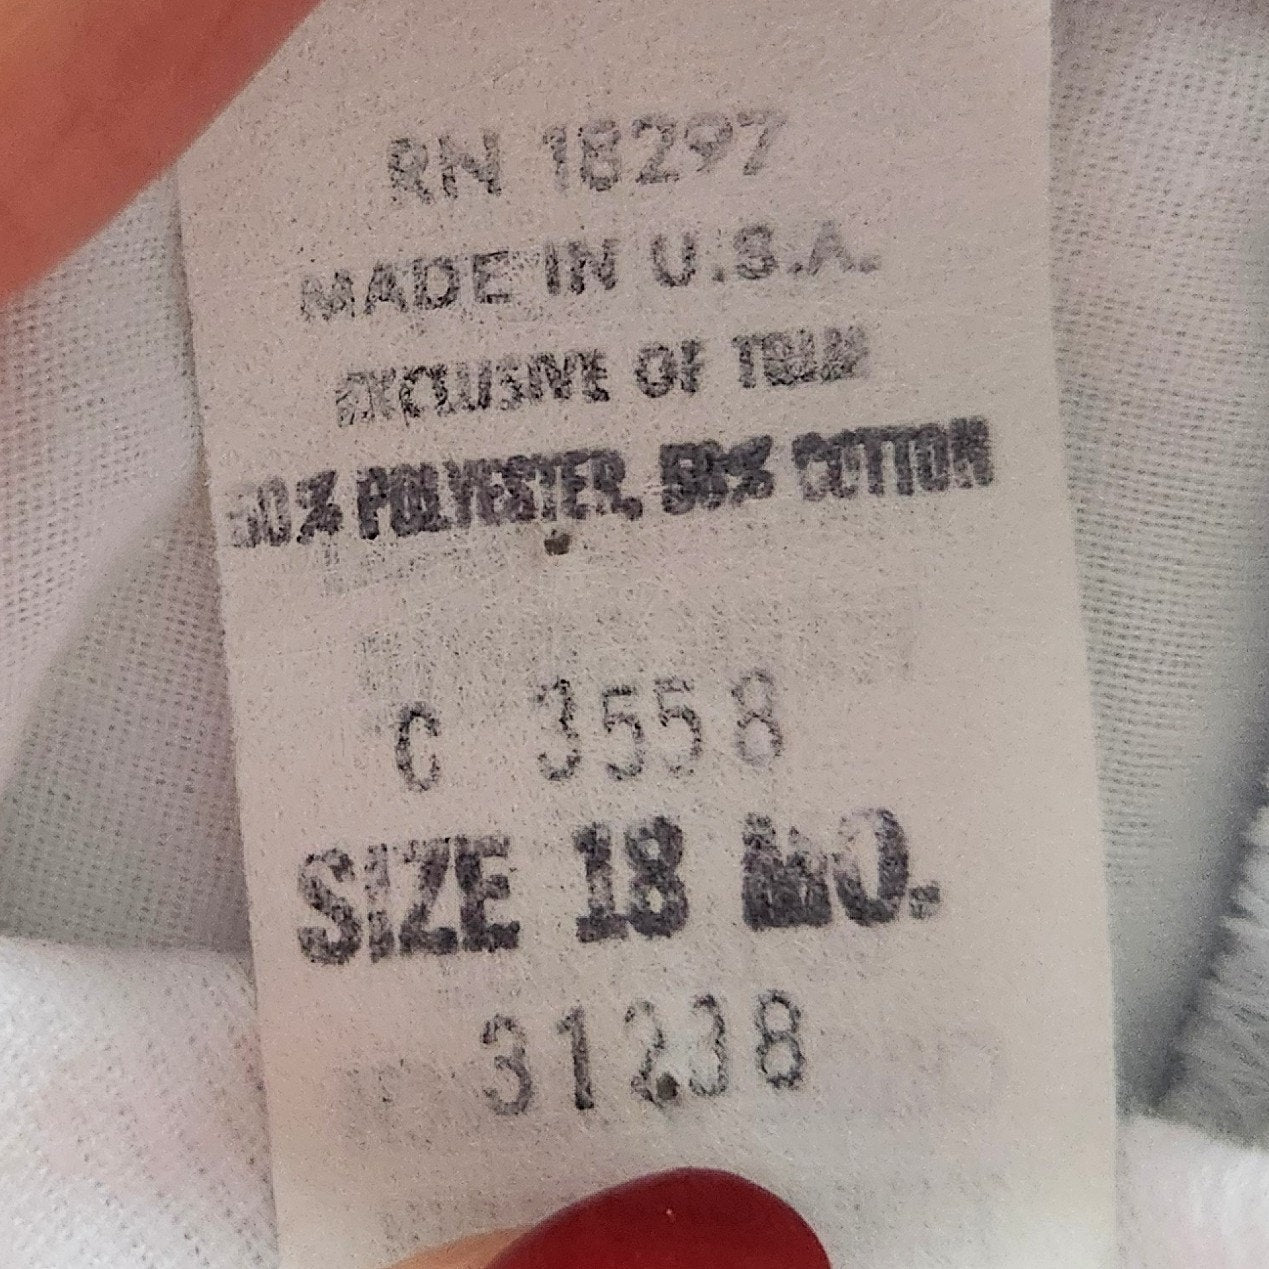 RN 18297
MADE IN U.S.A.
EXCLUSIVE OF TRIM
50% POLYESTER, 50% COTTON
C 3558
SIZE 18 MO.
31238